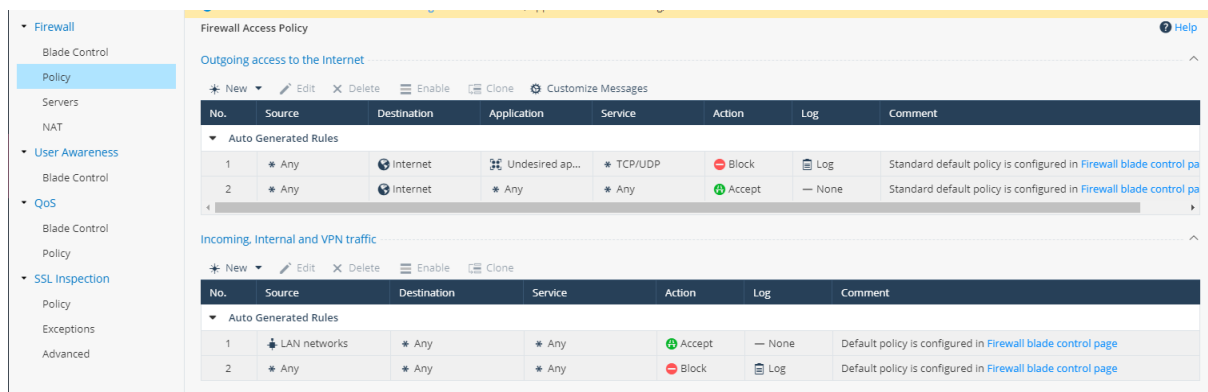 Firewall
Blade Control
Policy
Servers
NAT
User Awareness
Blade Control
QoS
Blade Control
Policy
SSL Inspection
Policy
Exceptions
Advanced
Firewall Access Policy
Help
Outgoing access to the Internet
New Edit Delete Enable Clone Customize Messages
No. Source Destination Application Service Action Log Comment
Auto Generated Rules
1 * Any Internet Undesired ap... * TCP/UDP Block Log Standard default policy is configured in Firewall blade control pa
2 * Any Internet * Any * Any Accept — None Standard default policy is configured in Firewall blade control pa
Incoming, Internal and VPN traffic
New Edit Delete Enable Clone
No. Source Destination Service Action Log Comment
Auto Generated Rules
1 LAN networks * Any * Any Accept — None Default policy is configured in Firewall blade control page
2 * Any * Any * Any Block Log Default policy is configured in Firewall blade control page